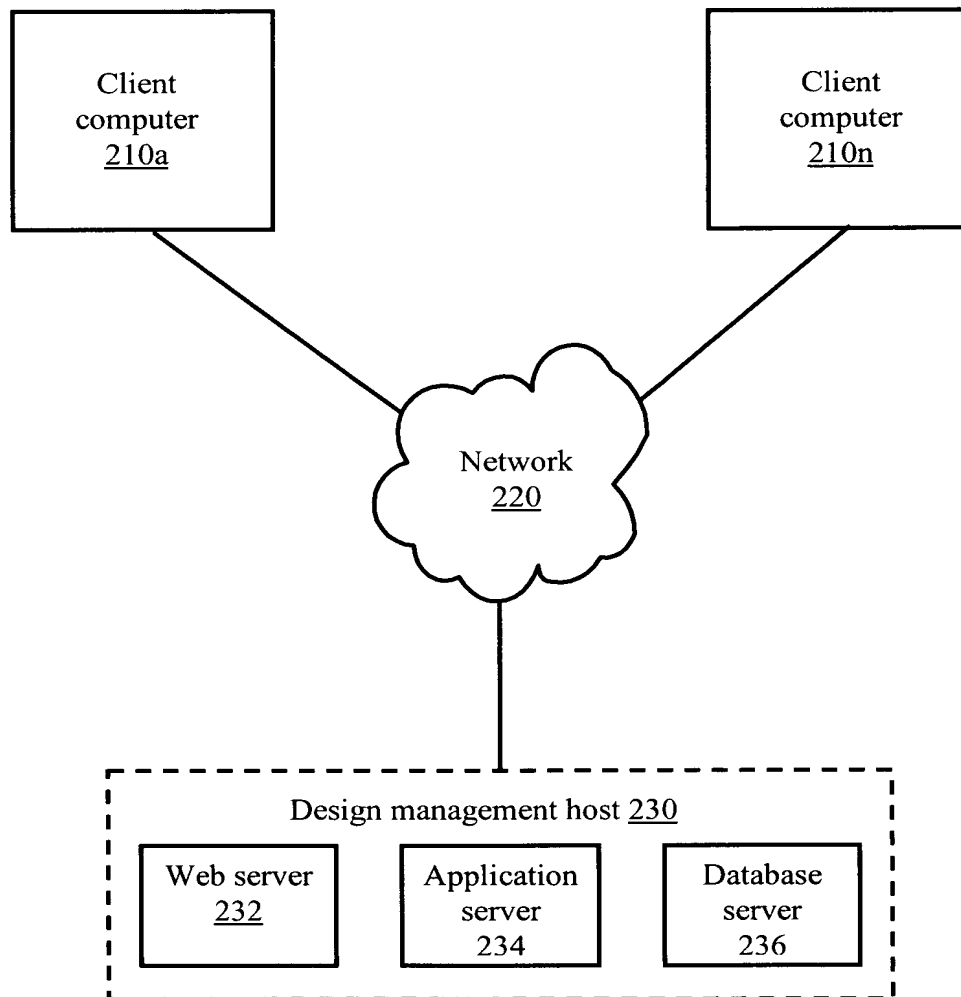 Client
computer
210a
Client
computer
210n
Network
220
Design management host 230
Web server
232
Application
server
234
Database
server
236